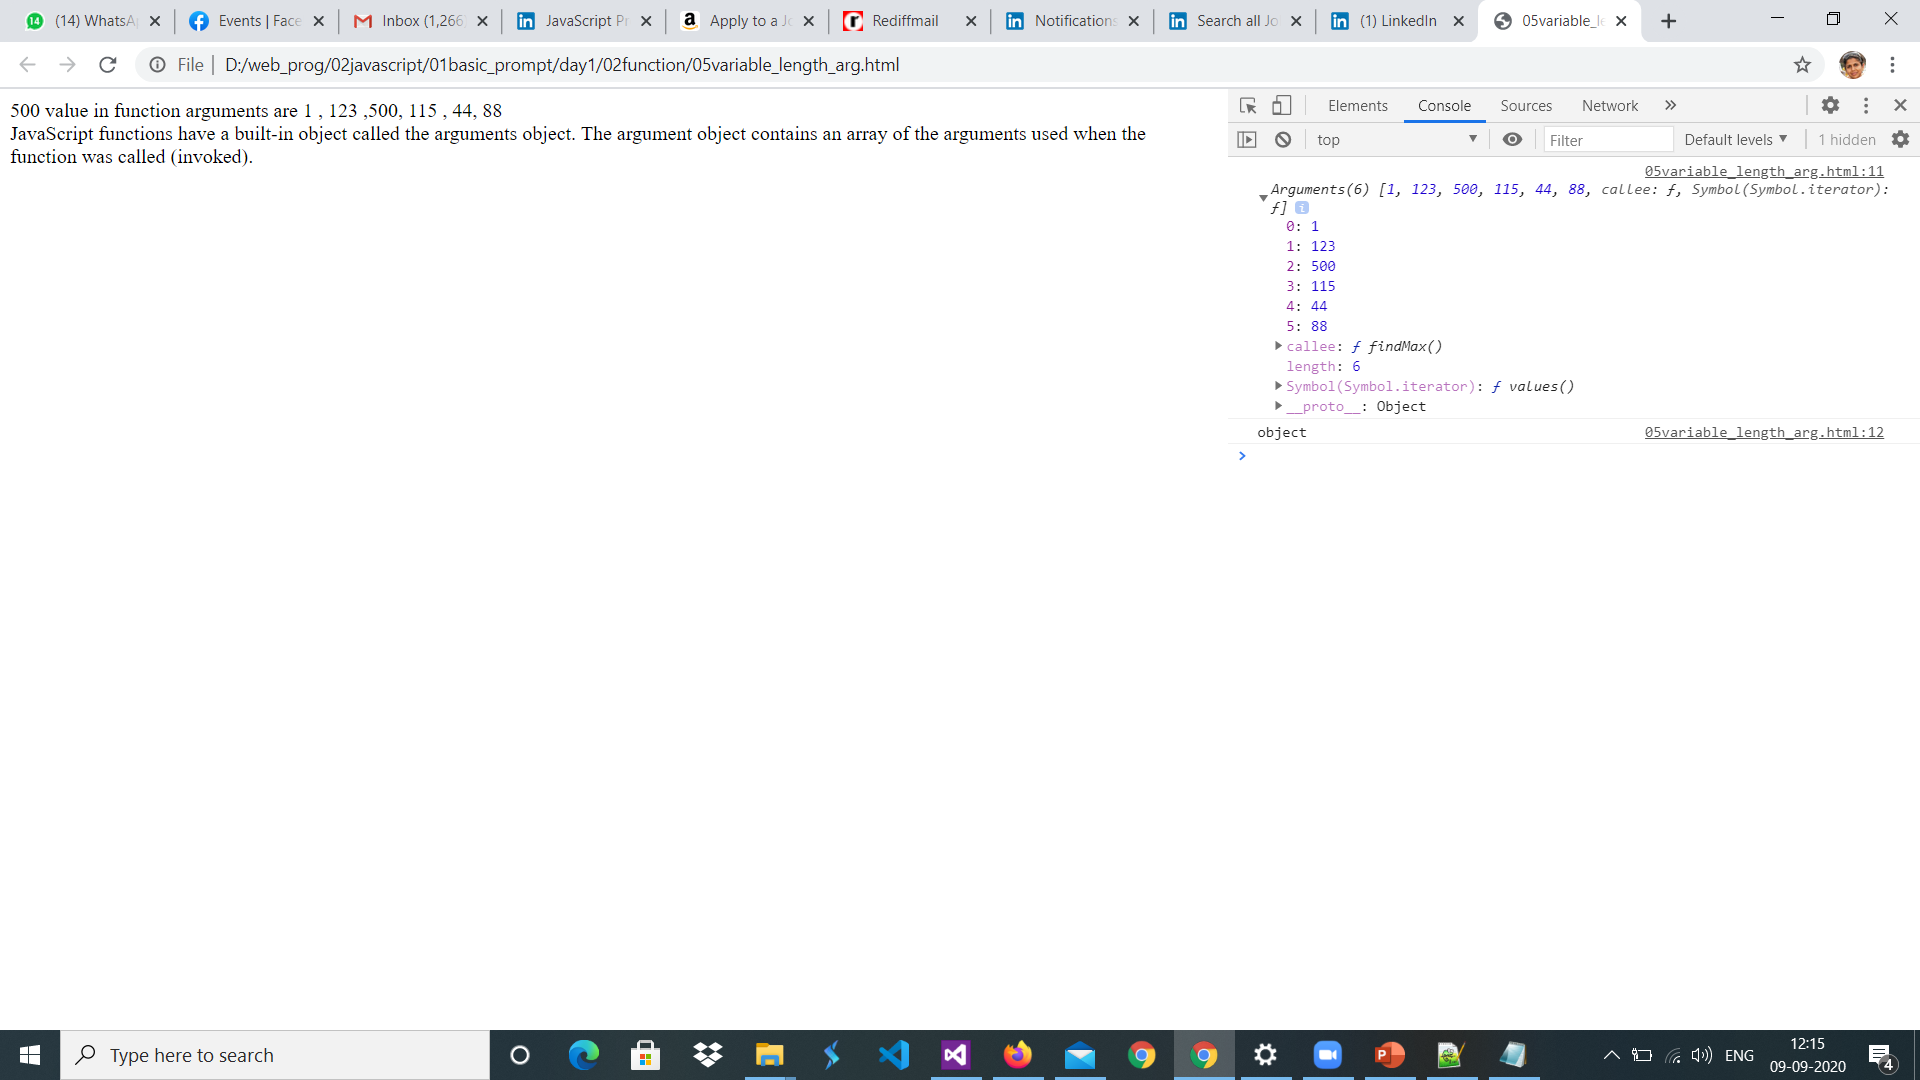 (14) WhatsA
Events | Face
Inbox (1,266
JavaScript Pr
Apply to a Jo
Rediffmail
Notifications
Search all Jo
(1) LinkedIn
05variable_le
File | D:/web_prog/02javascript/01basic_prompt/day1/02function/05variable_length_arg.html
500 value in function arguments are 1 , 123 ,500, 115 , 44, 88
JavaScript functions have a built-in object called the arguments object. The argument object contains an array of the arguments used when the
function was called (invoked).
Elements Console Sources Network »
top Filter Default levels ▼ 1 hidden
05variable_length_arg.html:11
Arguments(6) [1, 123, 500, 115, 44, 88, callee: ƒ, Symbol(Symbol.iterator):
ƒ] i
0: 1
1: 123
2: 500
3: 115
4: 44
5: 88
callee: ƒ findMax()
length: 6
Symbol(Symbol.iterator): ƒ values()
__proto__: Object
object 05variable_length_arg.html:12
>
Type here to search
ENG
12:15
09-09-2020
4